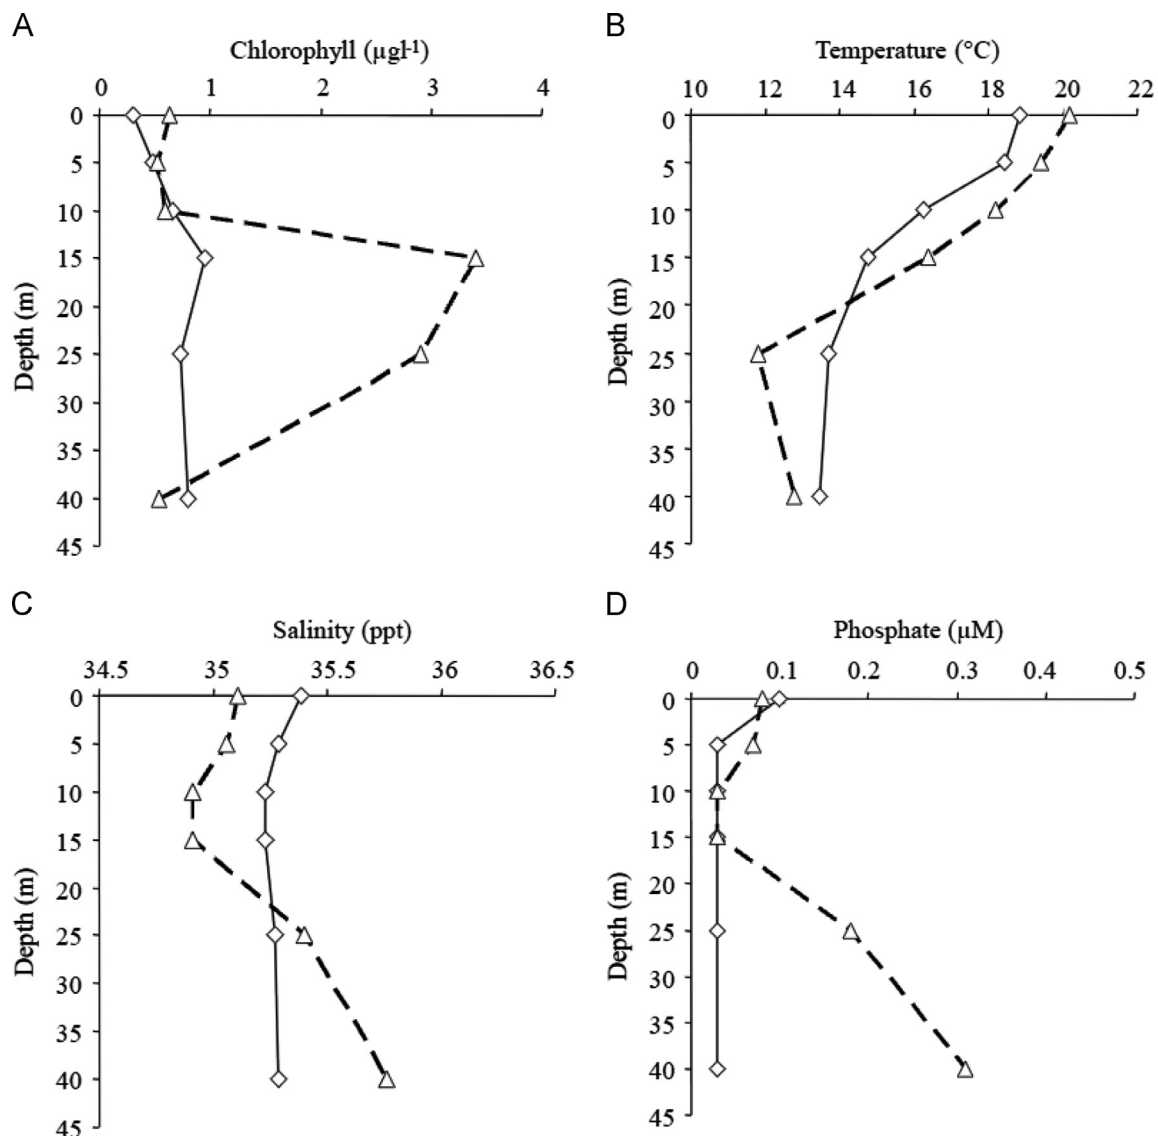 A
Chlorophyll (µgl-1)
0 1 2 3 4
0
5
10
15
20
25
30
35
40
45
Depth (m)
B
Temperature (°C)
10 12 14 16 18 20 22
0
5
10
15
20
25
30
35
40
45
Depth (m)
C
Salinity (ppt)
34.5 35 35.5 36 36.5
0
5
10
15
20
25
30
35
40
45
Depth (m)
D
Phosphate (µM)
0 0.1 0.2 0.3 0.4 0.5
0
5
10
15
20
25
30
35
40
45
Depth (m)